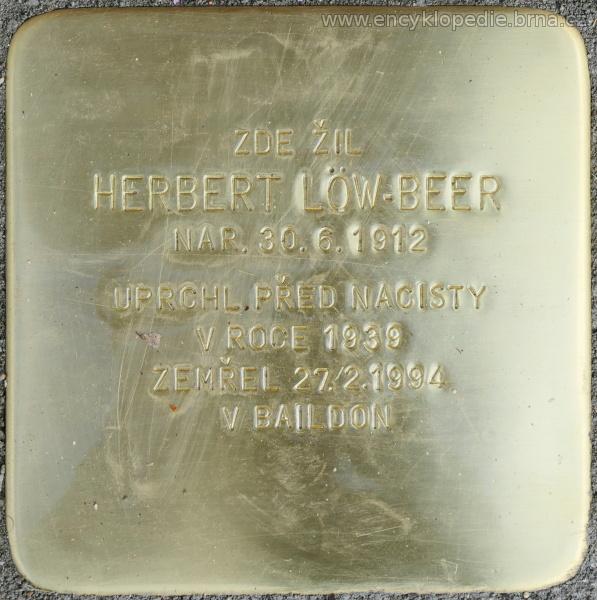 www.encyklopedie.brna.cz
ZDE ŽIL
HERBERT LÖW-BEER
NAR. 30. 6. 1912
UPRCHL PŘED NACISTY
V ROCE 1939
ZEMŘEL 27.2.1994
V BAILDON